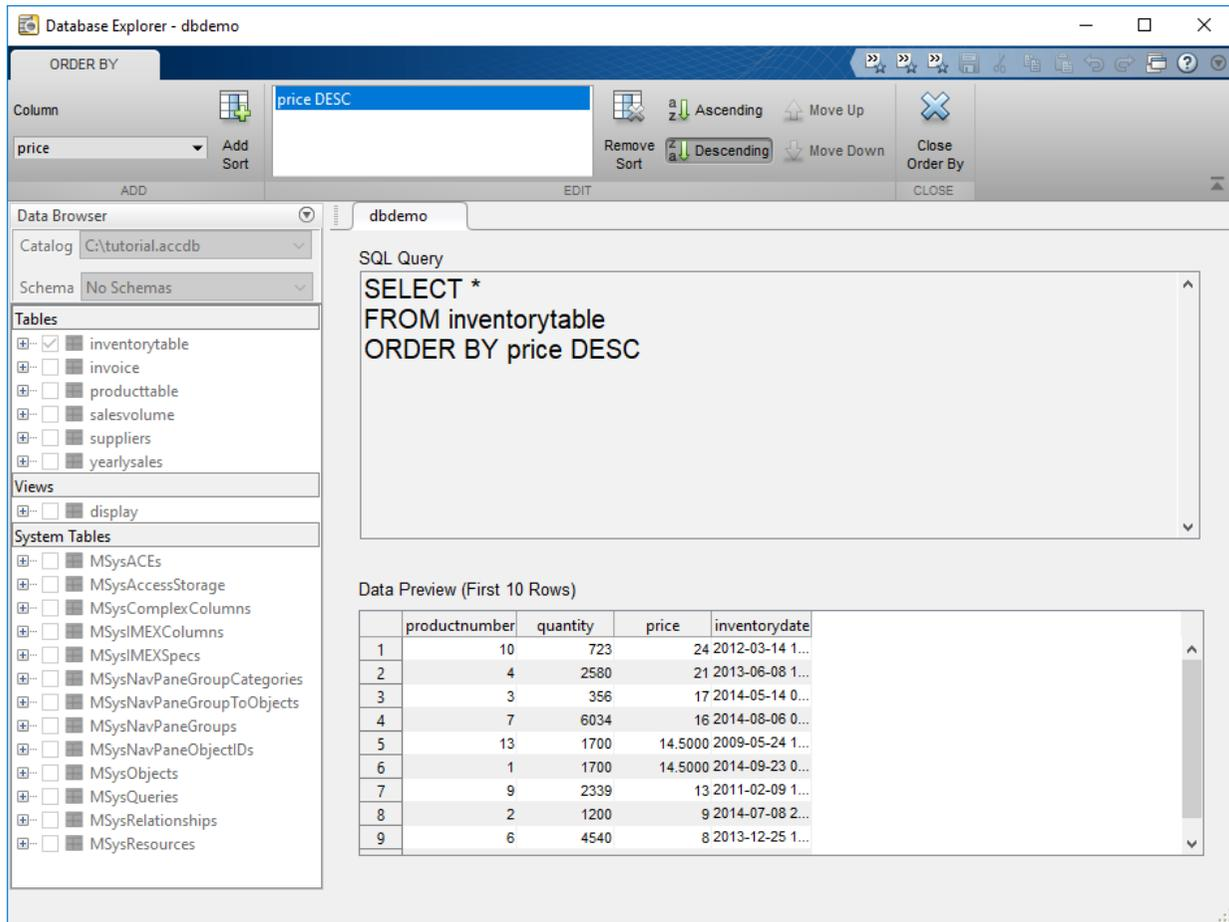 Database Explorer - dbdemo
ORDER BY
Column
price
Add
Sort
price DESC
Remove
Sort
Ascending
Descending
Move Up
Move Down
Close
Order By
ADD
EDIT
CLOSE
Data Browser
Catalog C:\tutorial.accdb
Schema No Schemas
Tables
inventorytable
invoice
producttable
salesvolume
suppliers
yearlysales
Views
display
System Tables
MSysACEs
MSysAccessStorage
MSysComplexColumns
MSysIMEXColumns
MSysIMEXSpecs
MSysNavPaneGroupCategories
MSysNavPaneGroupToObjects
MSysNavPaneGroups
MSysNavPaneObjectIDs
MSysObjects
MSysQueries
MSysRelationships
MSysResources
dbdemo
SQL Query
SELECT *
FROM inventorytable
ORDER BY price DESC
Data Preview (First 10 Rows)
productnumber quantity price inventorydate
1 10 723 24 2012-03-14 1...
2 4 2580 21 2013-06-08 1...
3 3 356 17 2014-05-14 0...
4 7 6034 16 2014-08-06 0...
5 13 1700 14.5000 2009-05-24 1...
6 1 1700 14.5000 2014-09-23 0...
7 9 2339 13 2011-02-09 1...
8 2 1200 9 2014-07-08 2...
9 6 4540 8 2013-12-25 1...